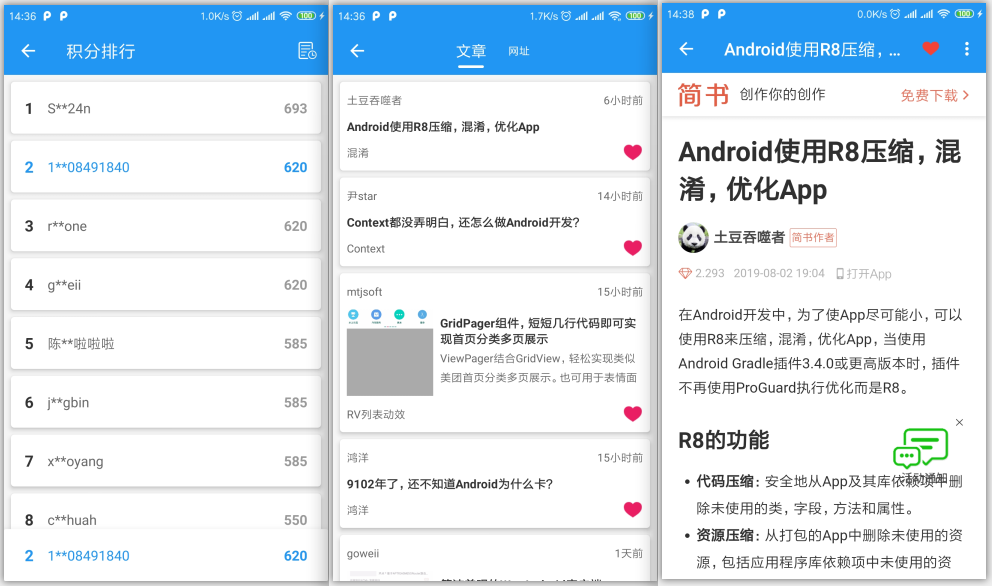 14:36 P P 1.0K/s 100
积分排行
1 S**24n 693
2 1**08491840 620
3 r**one 620
4 g**eii 620
5 陈**啦啦啦 585
6 j**gbin 585
7 x**oyang 585
8 c**huah 550
2 1**08491840 620
14:36 P P 1.7K/s 100
文章 网址
土豆吞噬者 6小时前
Android使用R8压缩，混淆，优化App
混淆
尹star 14小时前
Context都没弄明白，还怎么做Android开发？
Context
mtjsoft 15小时前
GridPager组件，短短几行代码即可实
现首页分类多页展示
ViewPager结合GridView，轻松实现类似
美团首页分类多页展示。也可用于表情面
RV列表动效
鸿洋 15小时前
9102年了，还不知道Android为什么卡？
鸿洋
goweii 1天前
14:38 P P 0.0K/s 100
Android使用R8压缩，...
简书 创作你的创作 免费下载
Android使用R8压缩，混
淆，优化App
土豆吞噬者 简书作者
2.293 2019-08-02 19:04 打开App
在Android开发中，为了使App尽可能小，可以
使用R8来压缩，混淆，优化App，当使用
Android Gradle插件3.4.0或更高版本时，插件
不再使用ProGuard执行优化而是R8。
R8的功能
活动通知
• 代码压缩：安全地从App及其库依赖项中删
除未使用的类，字段，方法和属性。
• 资源压缩：从打包的App中删除未使用的资
源，包括应用程序库依赖项中未使用的资